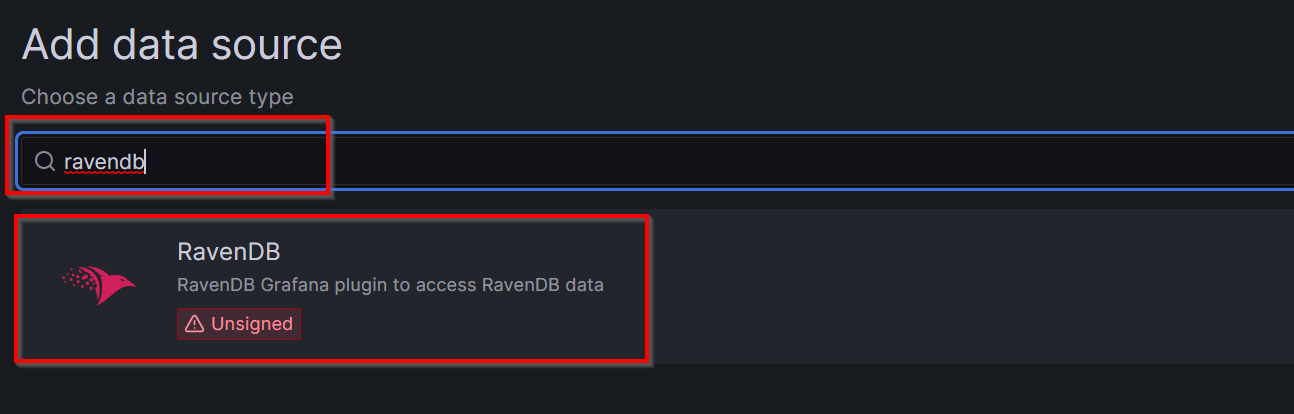 Add data source
Choose a data source type
ravendb
RavenDB
RavenDB Grafana plugin to access RavenDB data
Unsigned